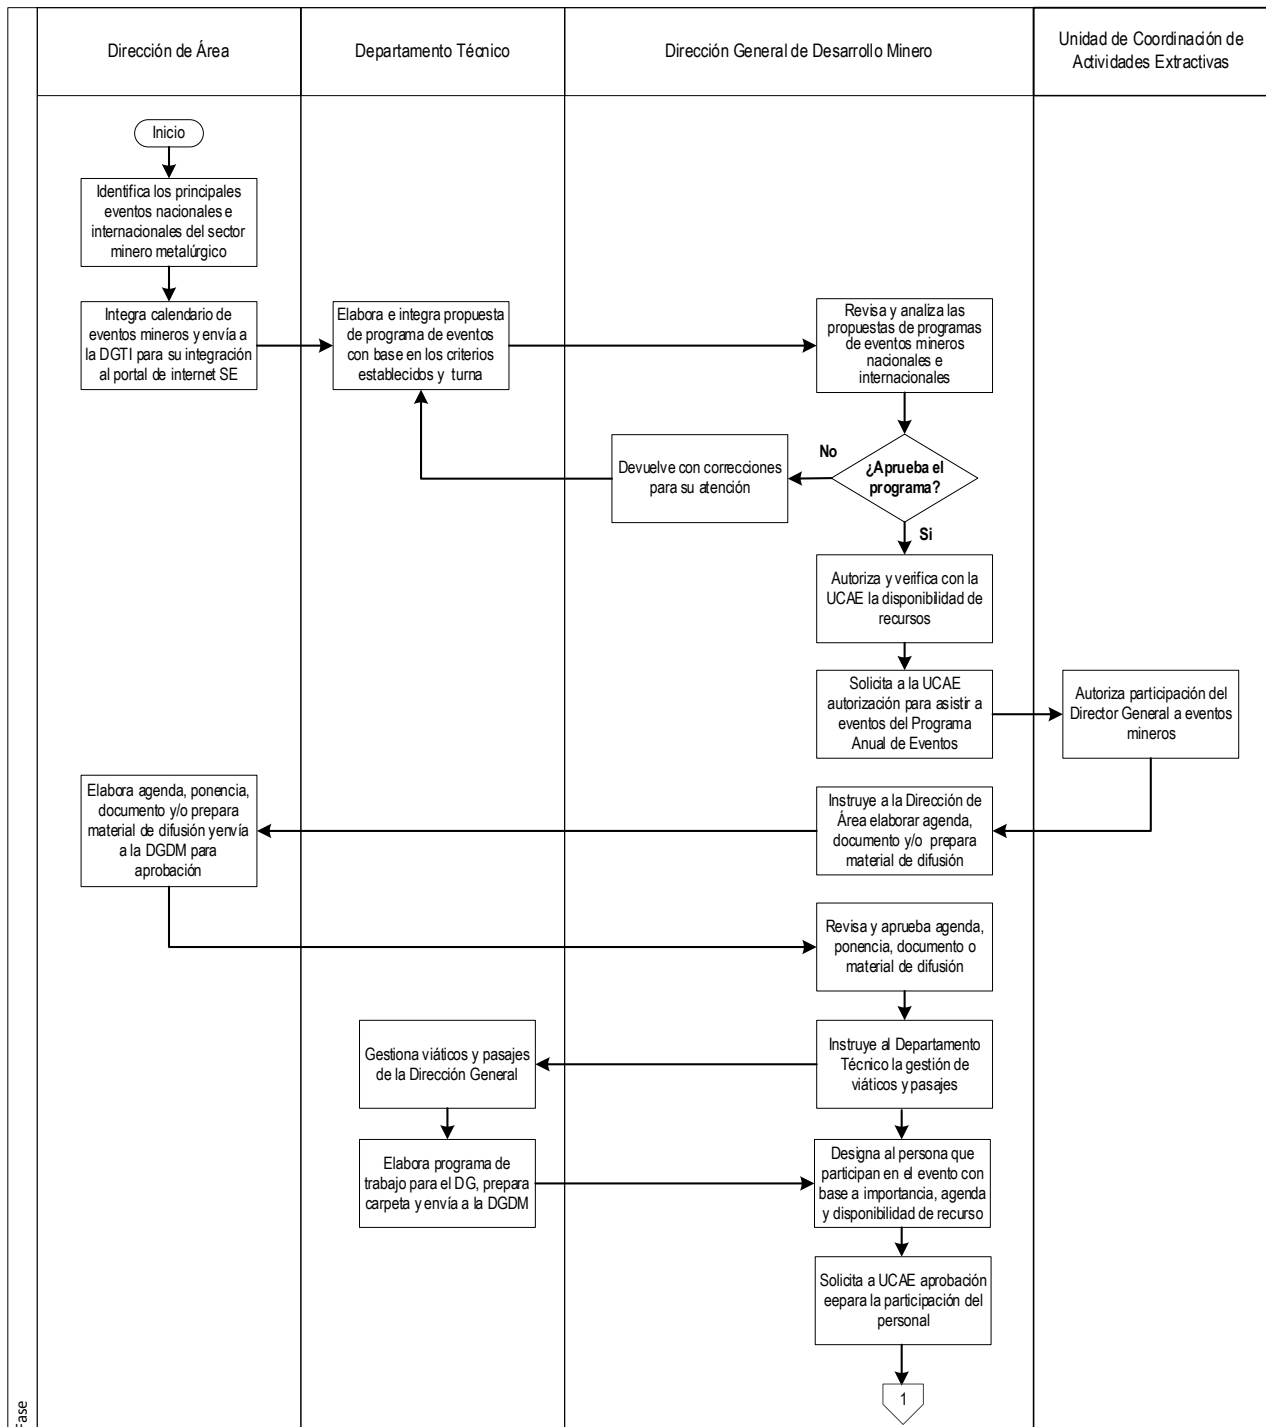 Dirección de Área
Departamento Técnico
Dirección General de Desarrollo Minero
Unidad de Coordinación de
Actividades Extractivas
Inicio
Identifica los principales
eventos nacionales e
internacionales del sector
minero metalúrgico
Integra calendario de
eventos mineros y envía a
la DGTI para su integración
al portal de internet SE
Elabora e integra propuesta
de programa de eventos
con base en los criterios
establecidos y turna
Revisa y analiza las
propuestas de programas
de eventos mineros
nacionales e
internacionales
¿Aprueba el
programa?
No
Devuelve con correcciones
para su atención
Si
Autoriza y verifica con la
UCAE la disponibilidad de
recursos
Solicita a la UCAE
autorización para asistir a
eventos del Programa
Anual de Eventos
Autoriza participación del
Director General a eventos
mineros
Instruye a la Dirección de
Área elaborar agenda,
documento y/o prepara
material de difusión
Elabora agenda, ponencia,
documento y/o prepara
material de difusión yenvía
a la DGDM para
aprobación
Revisa y aprueba agenda,
ponencia, documento o
material de difusión
Instruye al Departamento
Técnico la gestión de
viáticos y pasajes
Gestiona viáticos y pasajes
de la Dirección General
Elabora programa de
trabajo para el DG, prepara
carpeta y envía a la DGDM
Designa al persona que
participan en el evento con
base a importancia, agenda
y disponibilidad de recurso
Solicita a UCAE aprobación
eepara la participación del
personal
1
Fase